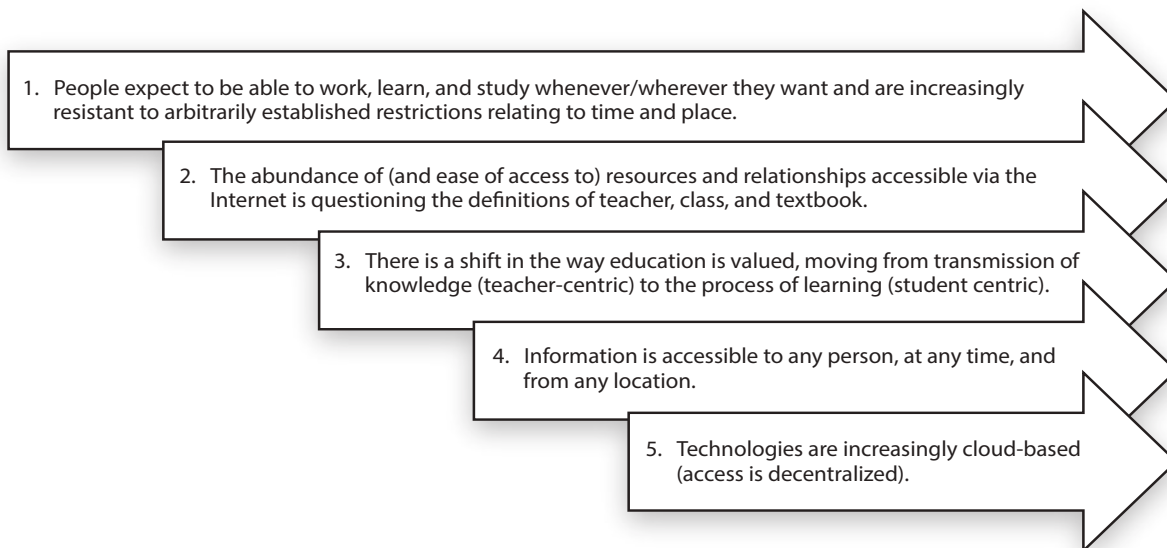 1. People expect to be able to work, learn, and study whenever/wherever they want and are increasingly
resistant to arbitrarily established restrictions relating to time and place.
2. The abundance of (and ease of access to) resources and relationships accessible via the
Internet is questioning the definitions of teacher, class, and textbook.
3. There is a shift in the way education is valued, moving from transmission of
knowledge (teacher-centric) to the process of learning (student centric).
4. Information is accessible to any person, at any time, and
from any location.
5. Technologies are increasingly cloud-based
(access is decentralized).